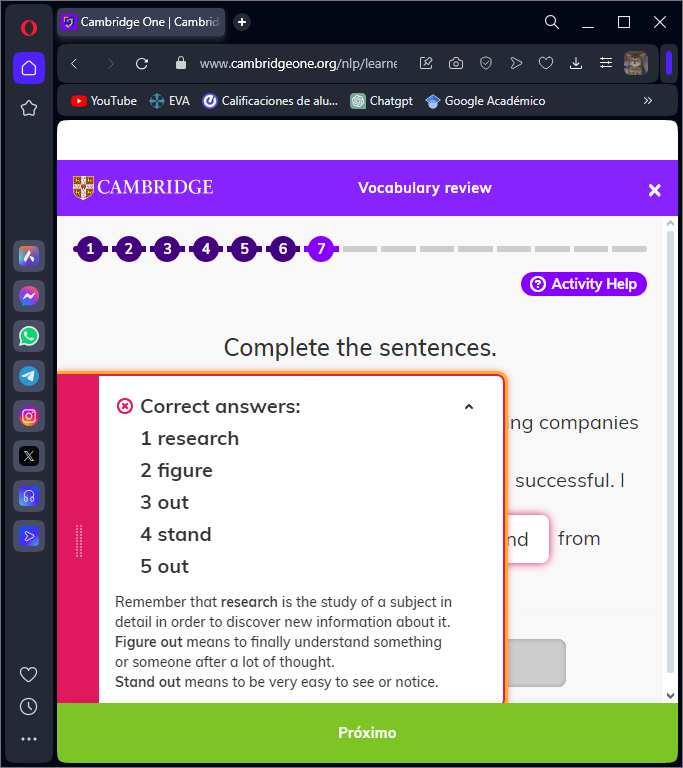 Cambridge One | Cambrid
www.cambridgeone.org/nlp/learne
YouTube EVA Calificaciones de alu... Chatgpt Google Académico »
CAMBRIDGE Vocabulary review
1 2 3 4 5 6 7
? Activity Help
Complete the sentences.
Correct answers:
ing companies
1 research
2 figure
successful. I
3 out
4 stand
nd from
5 out
Remember that research is the study of a subject in
detail in order to discover new information about it.
Figure out means to finally understand something
or someone after a lot of thought.
Stand out means to be very easy to see or notice.
Próximo